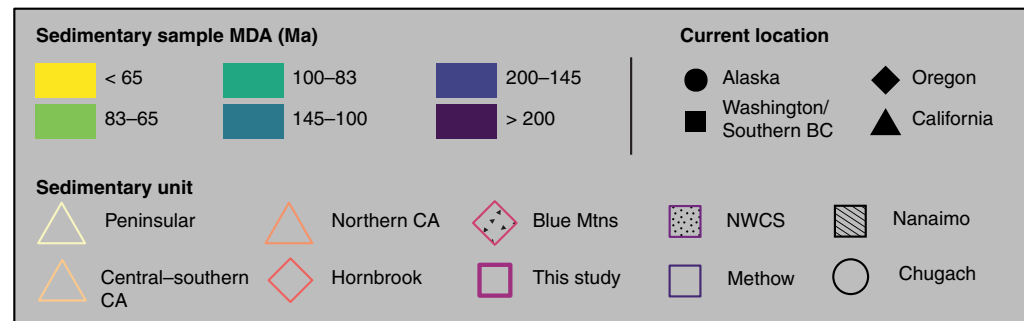 Sedimentary sample MDA (Ma)
< 65
100–83
200–145
83–65
145–100
> 200
Current location
Alaska
Oregon
Washington/
Southern BC
California
Sedimentary unit
Peninsular
Northern CA
Blue Mtns
NWCS
Nanaimo
Central–southern
CA
Hornbrook
This study
Methow
Chugach